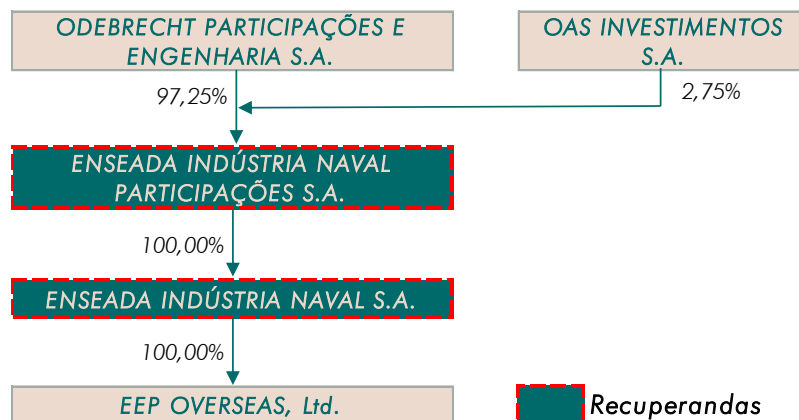 ODEBRECHT PARTICIPAÇÕES E
ENGENHARIA S.A.
OAS INVESTIMENTOS
S.A.
97,25%
2,75%
ENSEADA INDÚSTRIA NAVAL
PARTICIPAÇÕES S.A.
100,00%
ENSEADA INDÚSTRIA NAVAL S.A.
100,00%
EEP OVERSEAS, Ltd.
Recuperandas